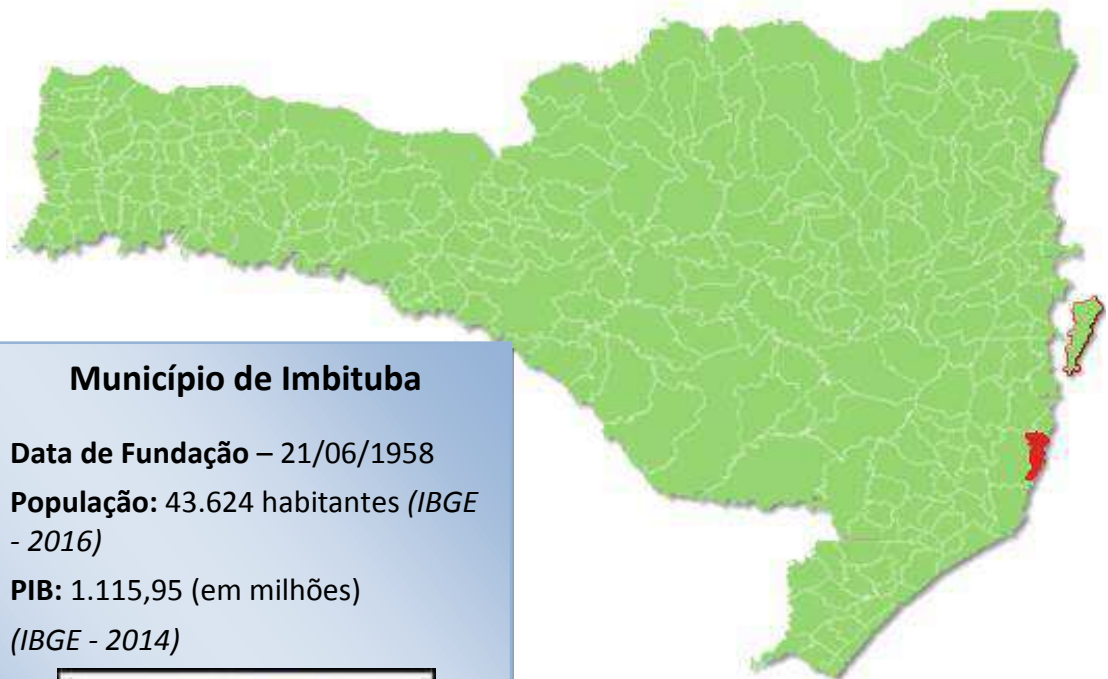 Município de Imbituba
Data de Fundação – 21/06/1958
População: 43.624 habitantes (IBGE
- 2016)
PIB: 1.115,95 (em milhões)
(IBGE - 2014)